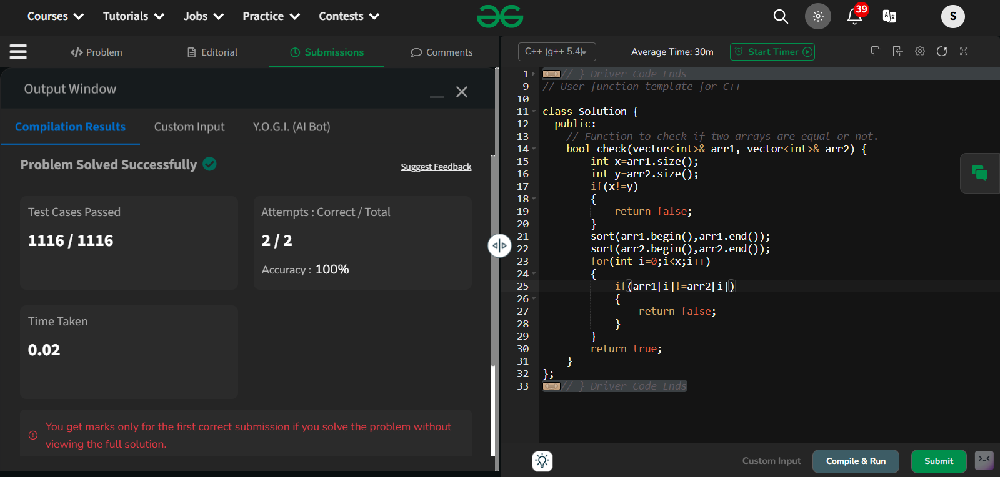 Courses Tutorials Jobs Practice Contests 39 S
Problem Editorial Submissions Comments
Output Window
Compilation Results Custom Input Y.O.G.I. (AI Bot)
Problem Solved Successfully Suggest Feedback
Test Cases Passed
1116 / 1116
Attempts : Correct / Total
2 / 2
Accuracy : 100%
Time Taken
0.02
You get marks only for the first correct submission if you solve the problem without
viewing the full solution.
C++ (g++ 5.4) Average Time: 30m Start Timer
1 // } Driver Code Ends
9 // User function template for C++
10
11 class Solution {
12 public:
13 // Function to check if two arrays are equal or not.
14 bool check(vector<int>& arr1, vector<int>& arr2) {
15 int x=arr1.size();
16 int y=arr2.size();
17 if(x!=y)
18 {
19 return false;
20 }
21 sort(arr1.begin(),arr1.end());
22 sort(arr2.begin(),arr2.end());
23 for(int i=0;i<x;i++)
24 {
25 if(arr1[i]!=arr2[i])
26 {
27 return false;
28 }
29 }
30 return true;
31 }
32 };
33 // } Driver Code Ends
Custom Input Compile & Run Submit